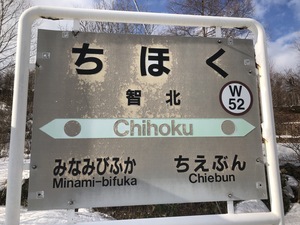 ちほく
智北
W
52
Chihoku
みなみびふか
Minami-bifuka
ちえぶん
Chiebun